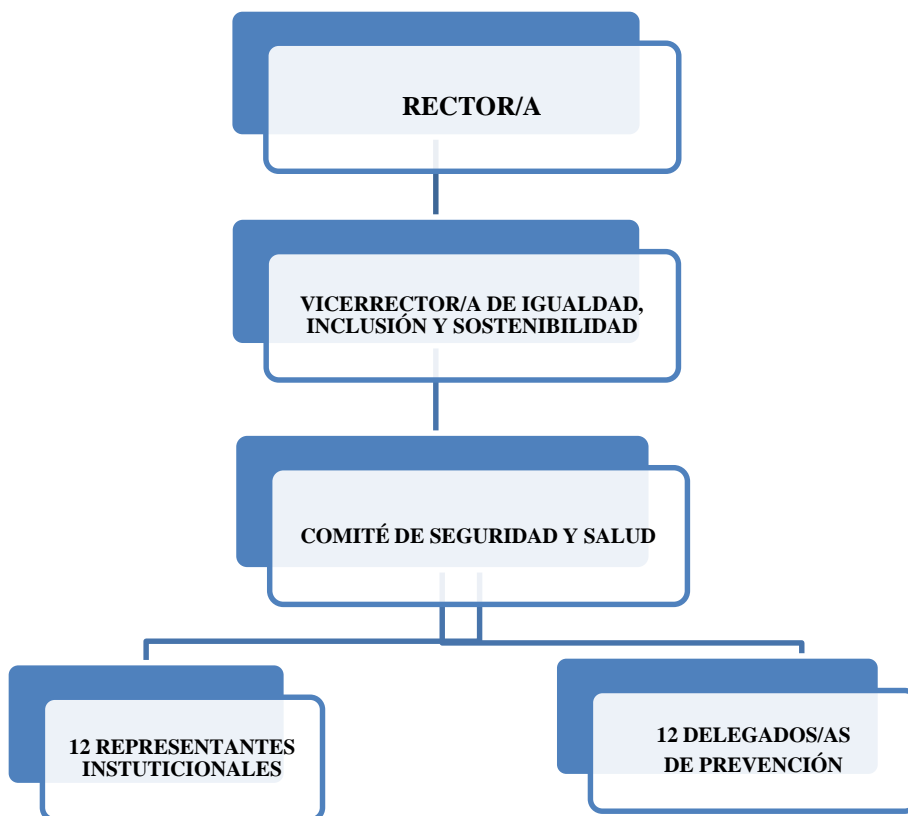 RECTOR/A
VICERRECTOR/A DE IGUALDAD,
INCLUSIÓN Y SOSTENIBILIDAD
COMITÉ DE SEGURIDAD Y SALUD
12 REPRESENTANTES
INSTUTICIONALES
12 DELEGADOS/AS
DE PREVENCIÓN